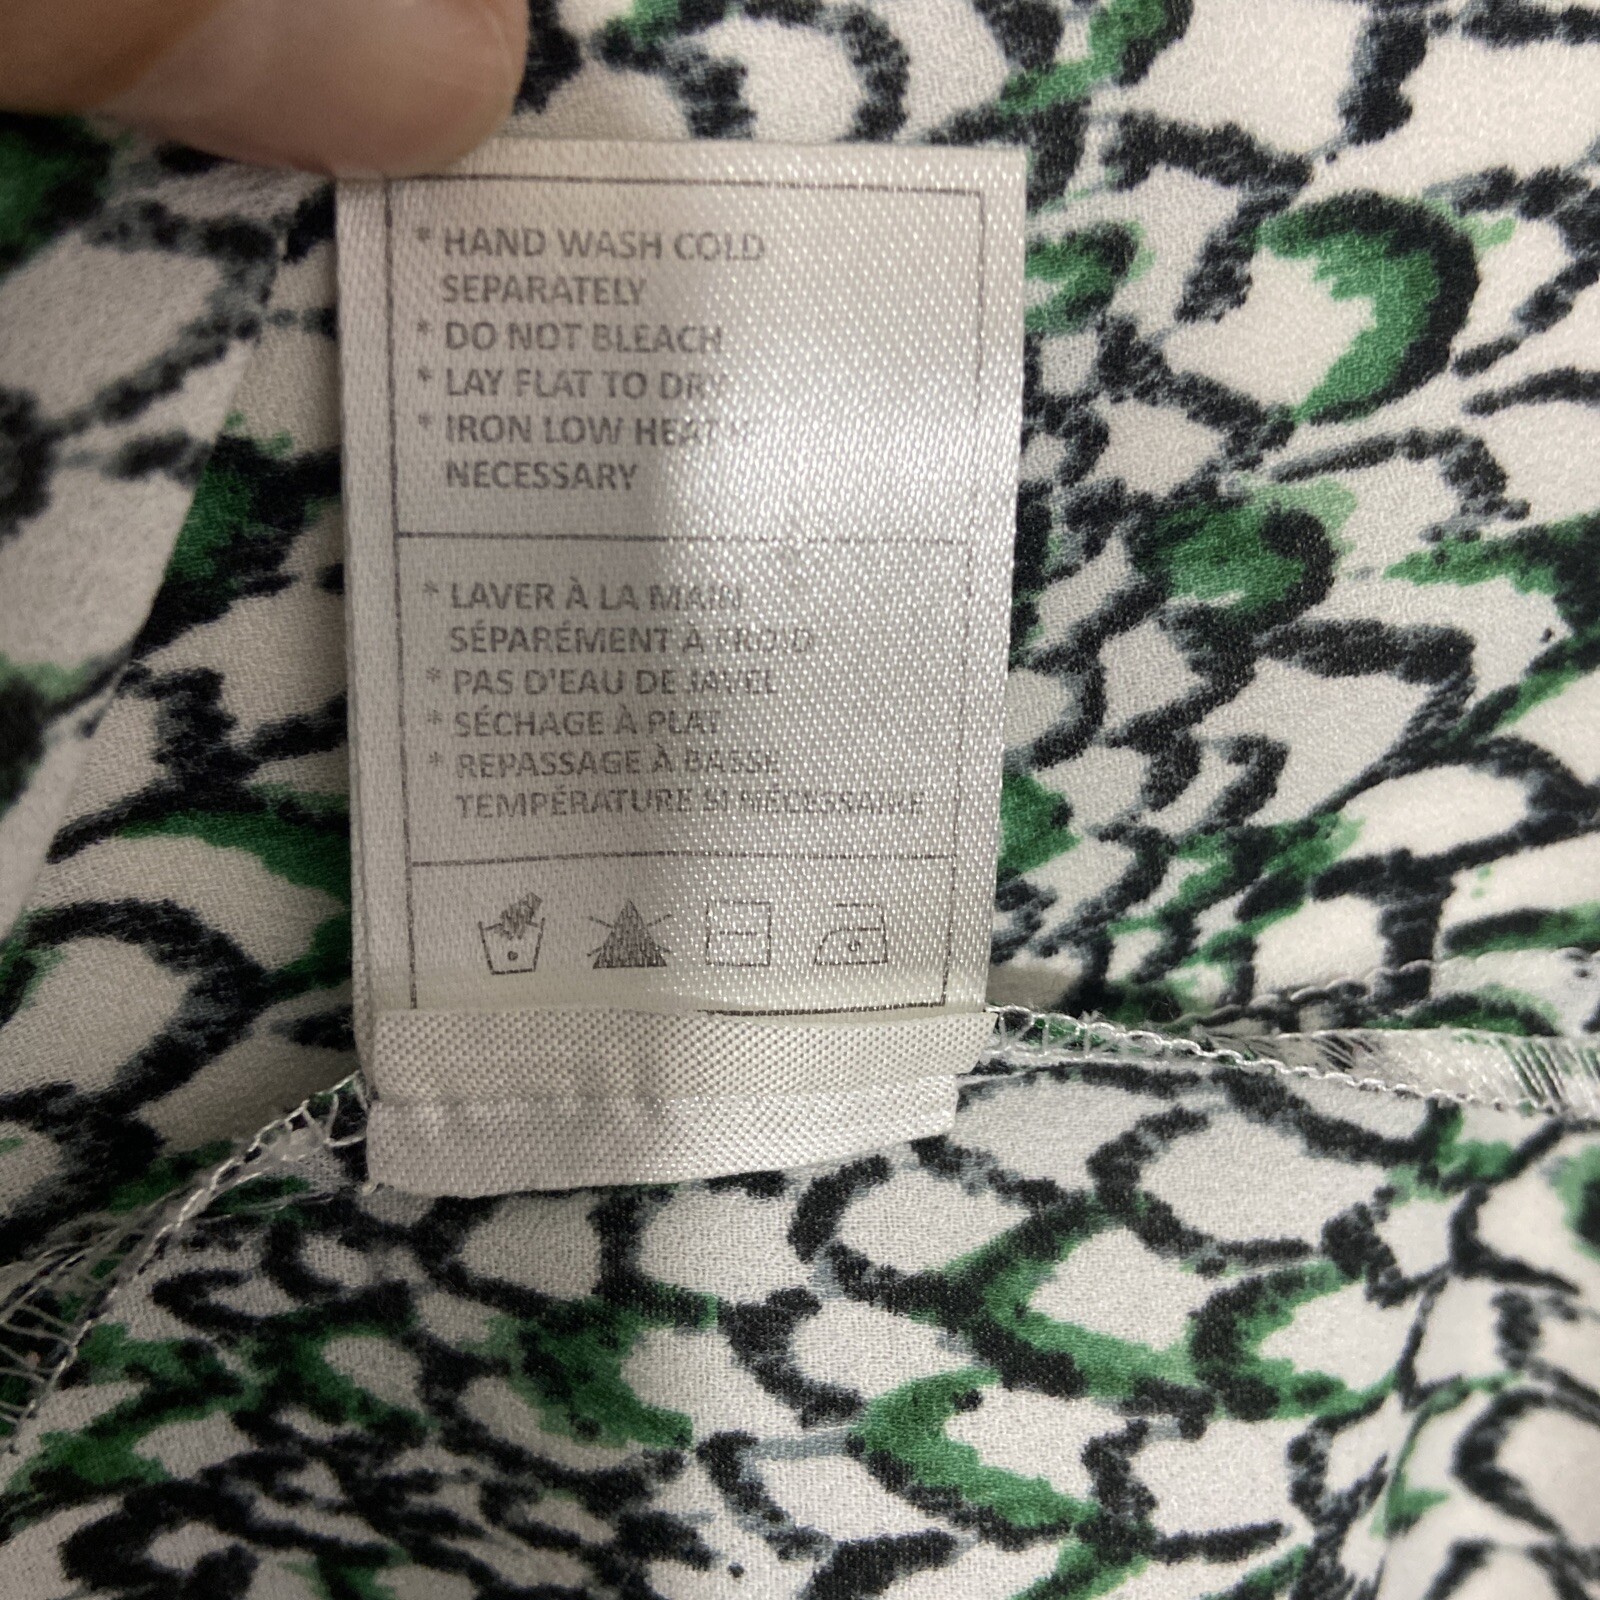 * HAND WASH COLD
SEPARATELY
* DO NOT BLEACH
* LAY FLAT TO DRY
* IRON LOW HEAT
NECESSARY
* LAVER À LA MAIN
SÉPARÉMENT À FROID
* PAS D'EAU DE JAVEL
* SÉCHAGE À PLAT
* REPASSAGE À BASSE
TEMPÉRATURE SI NÉCESSAIRE